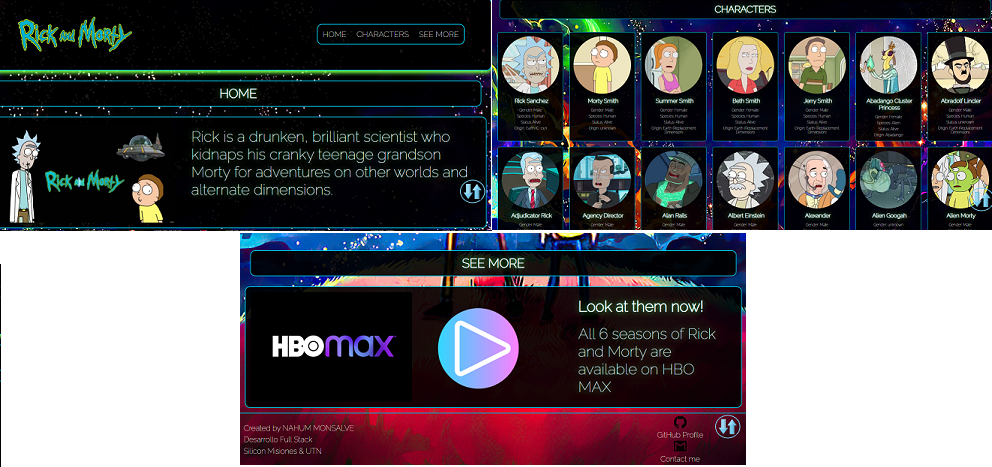 Rick and Morty
HOME CHARACTERS SEE MORE
HOME
Rick and Morty
Rick is a drunken, brilliant scientist who
kidnaps his cranky teenage grandson
Morty for adventures on other worlds and
alternate dimensions.
CHARACTERS
Rick Sanchez
Gender: Male
Species: Human
Status: Alive
Morty Smith
Gender: Male
Species: Human
Status: Alive
Origin: unknown
Summer Smith
Gender: Female
Species: Human
Status: Alive
Origin: Earth (Replacement
Dimension)
Beth Smith
Gender: Female
Species: Human
Status: Alive
Origin: Earth (Replacement
Dimension)
Jerry Smith
Gender: Male
Species: Human
Status: Alive
Origin: Earth (Replacement
Dimension)
Abadango Cluster
Princess
Gender: Female
Species: Alien
Status: Alive
Origin: Abadango
Abradolf Lincler
Gender: Male
Species: Human
Status: unknown
Origin: Earth (Replacement
Dimension)
Adjudicator Rick
Gender: Male
Agency Director
Gender: Male
Alan Rails
Gender: Male
Albert Einstein
Gender: Male
Alexander
Gender: Male
Alien Googah
Gender: unknown
Alien Morty
Gender: Male
SEE MORE
HBOmax
Look at them now!
All 6 seasons of Rick
and Morty are
available on HBO
MAX
Created by NAHUM MONSALVE
Desarrollo Full Stack
Silicon Misiones & UTN
GitHub Profile
Contact me